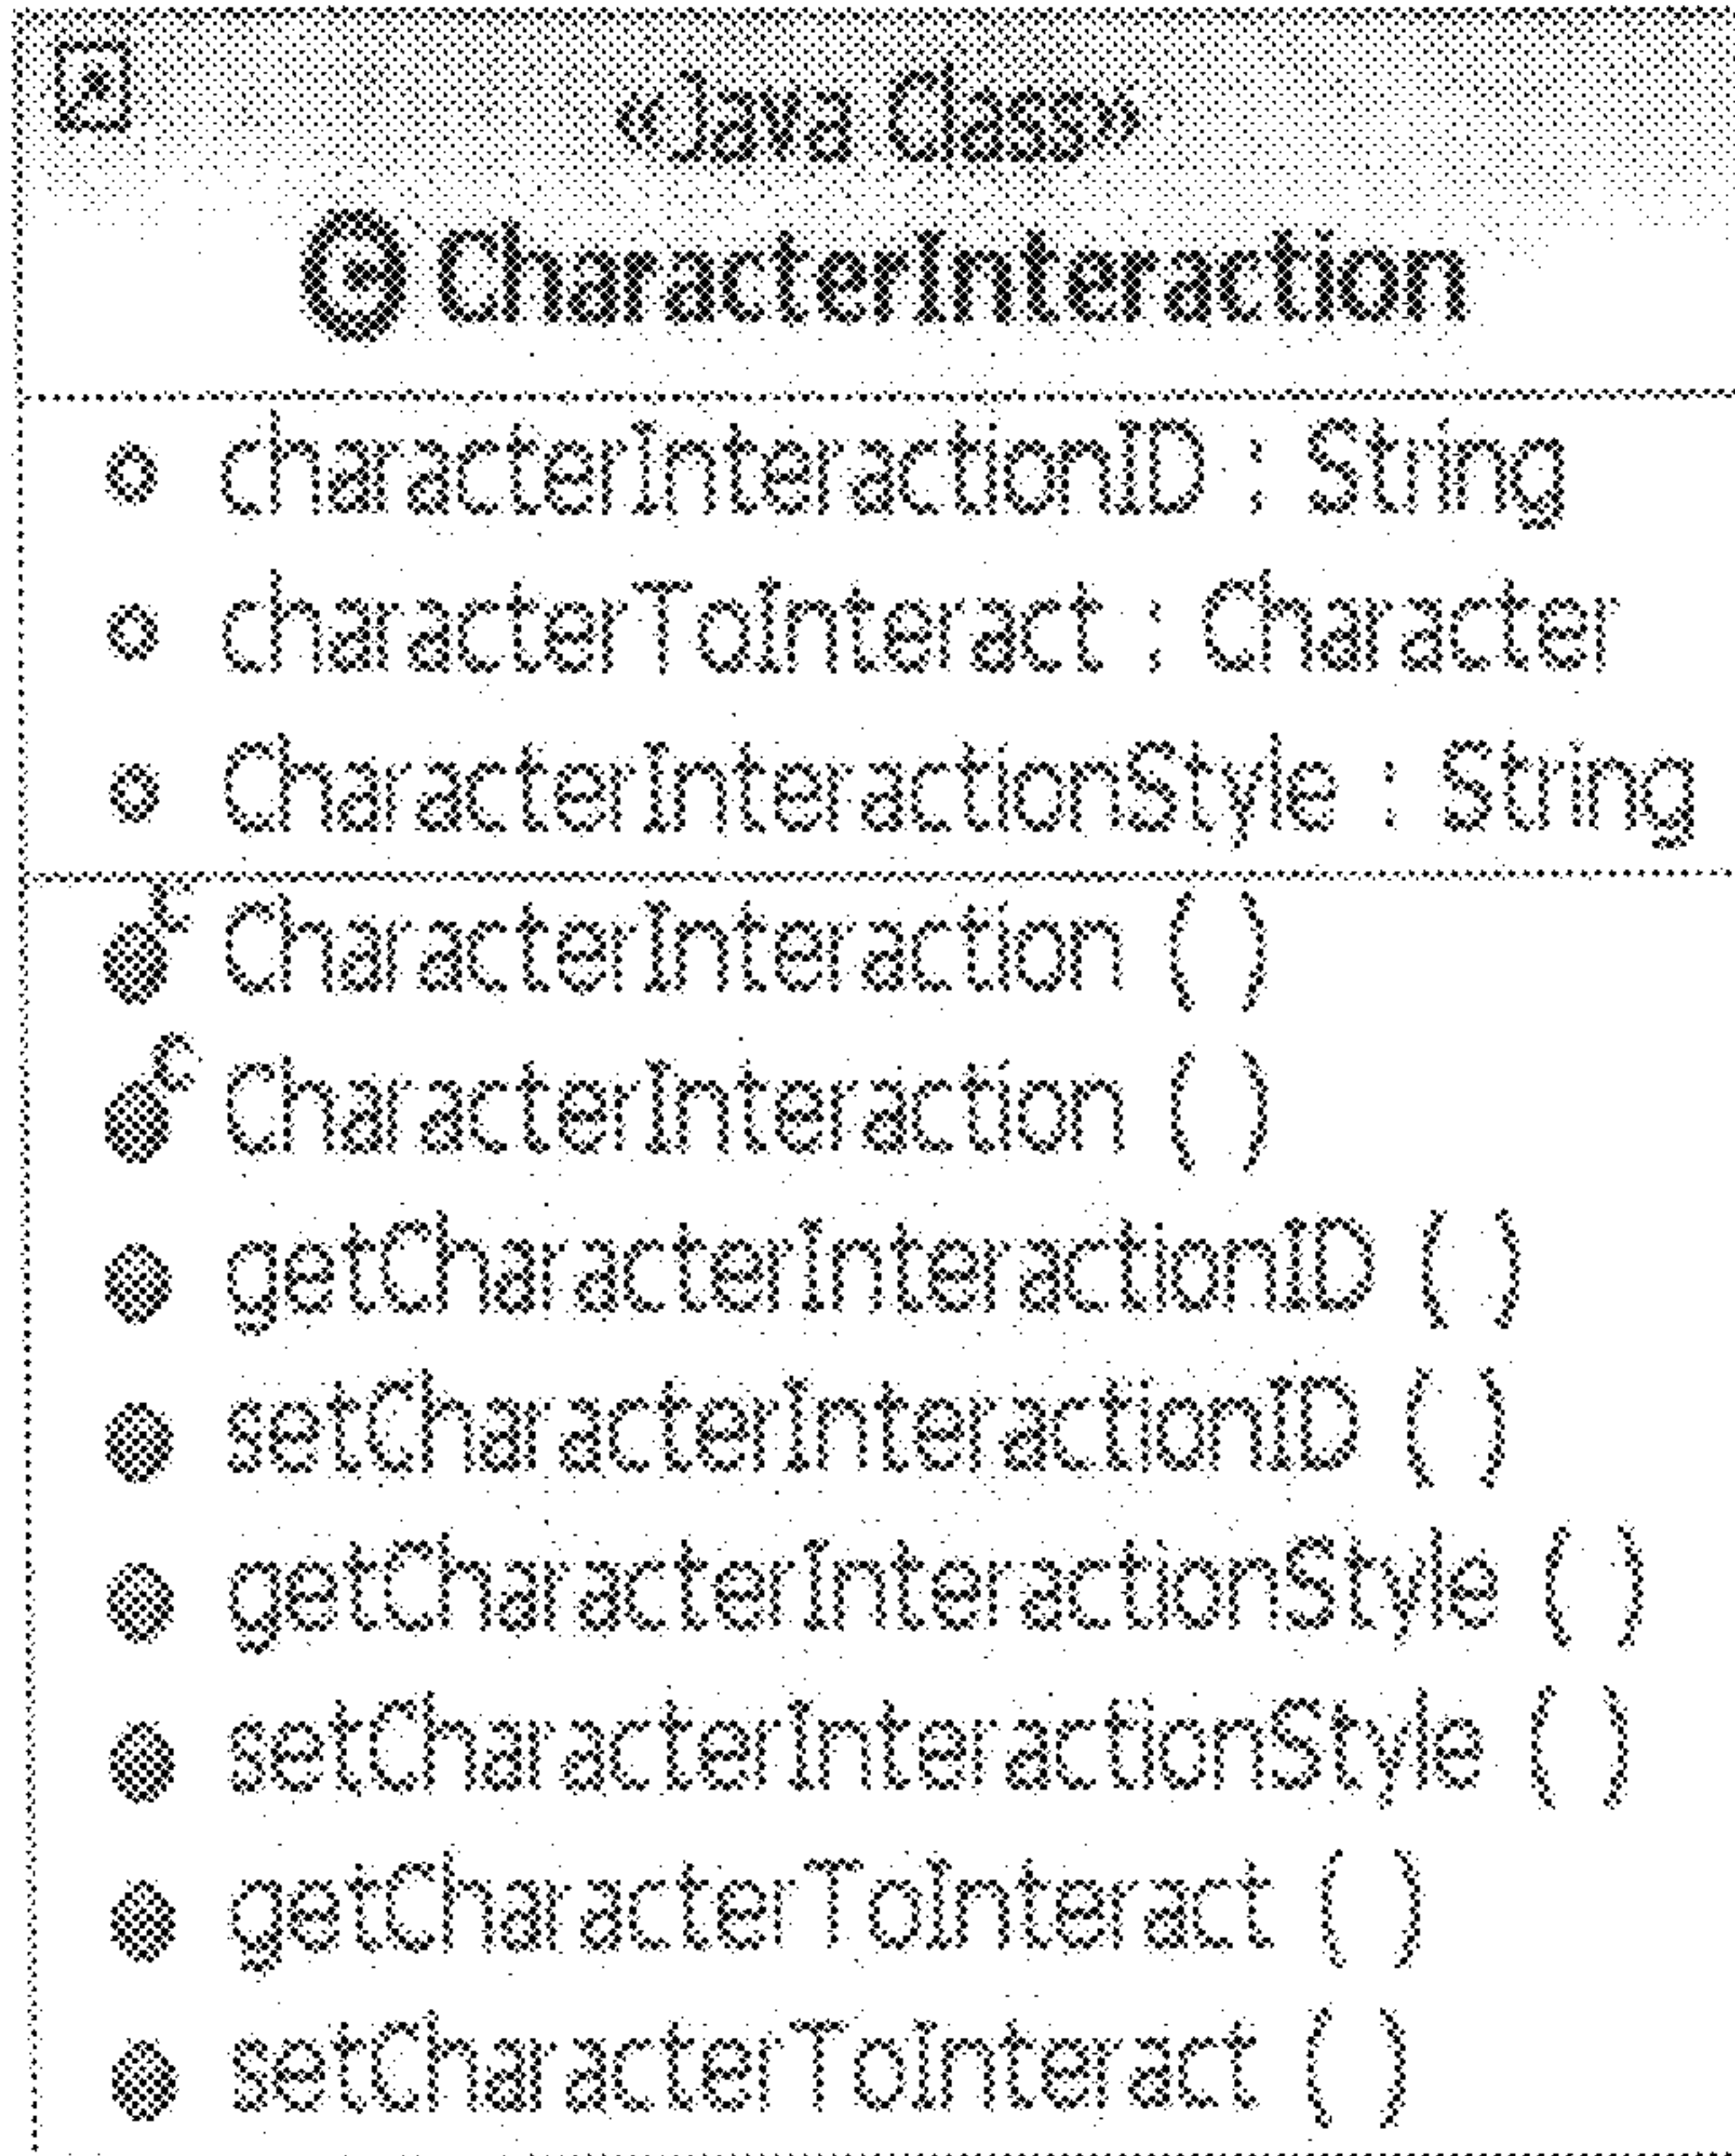 «Java Class»
CharacterInteraction
characterInteractionID : String
characterToInteract : Character
CharacterInteractionStyle : String
CharacterInteraction ( )
CharacterInteraction ( )
getCharacterInteractionID ( )
setCharacterInteractionID ( )
getCharacterInteractionStyle ( )
setCharacterInteractionStyle ( )
getCharacterToInteract ( )
setCharacterToInteract ( )